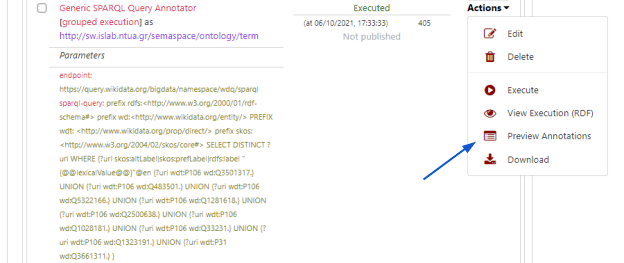 Generic SPARQL Query Annotator
[grouped execution] as
http://sw.islab.ntua.gr/semaspace/ontology/term
Parameters
endpoint:
https://query.wikidata.org/bigdata/namespace/wdq/sparql
sparql-query: prefix rdfs:<http://www.w3.org/2000/01/rdf-
schema#> prefix wd:<http://www.wikidata.org/entity/> PREFIX
wdt: <http://www.wikidata.org/prop/direct/> prefix skos:
<http://www.w3.org/2004/02/skos/core#> SELECT DISTINCT ?
uri WHERE {?uri skos:altLabel|skos:prefLabel|rdfs:label "
{@@lexicalValue@@}"@en {?uri wdt:P106 wd:Q3501317.}
UNION {?uri wdt:P106 wd:Q483501.} UNION {?uri wdt:P106
wd:Q5322166.} UNION {?uri wdt:P106 wd:Q1281618.} UNION
{?uri wdt:P106 wd:Q2500638.} UNION {?uri wdt:P106
wd:Q1028181.} UNION {?uri wdt:P106 wd:Q33231.} UNION {?
uri wdt:P106 wd:Q1323191.} UNION {?uri wdt:P31
wd:Q3661311.} }
Executed
(at 06/10/2021, 17:33:33) 405
Not published
Actions
Edit
Delete
Execute
View Execution (RDF)
Preview Annotations
Download